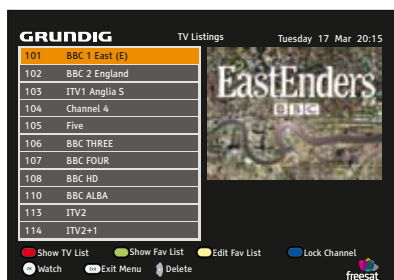 GRUNDIG TV Listings Tuesday 17 Mar 20:15
101 BBC 1 East (E)
102 BBC 2 England
103 ITV1 Anglia S
104 Channel 4
105 Five
106 BBC THREE
107 BBC FOUR
108 BBC HD
110 BBC ALBA
113 ITV2
114 ITV2+1
EastEnders
BBC
Show TV List Show Fav List Edit Fav List Lock Channel
Watch Exit Menu Delete
freesat